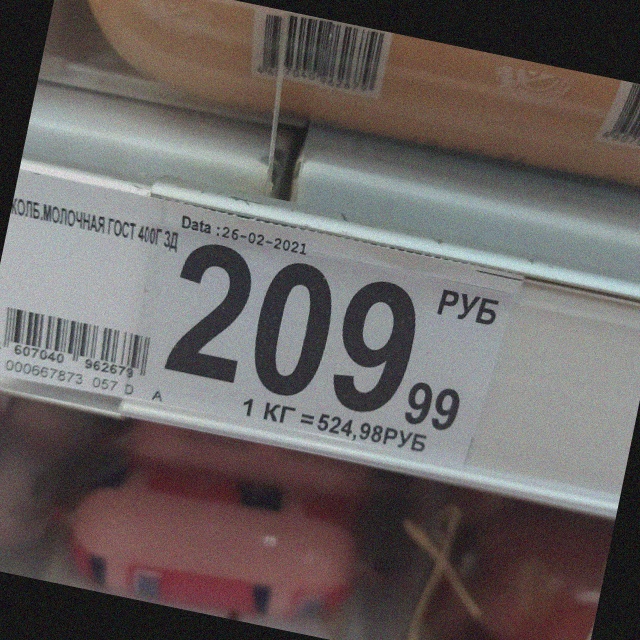 КОЛБ.МОЛОЧНАЯ ГОСТ 400Г ЗД
Data :26-02-2021
209 99 РУБ
1 КГ =524,98РУБ
607040 962679
000667873 057 D A